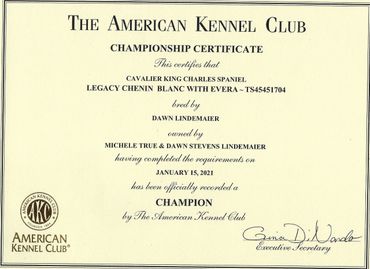 THE AMERICAN KENNEL CLUB
CHAMPIONSHIP CERTIFICATE
This certifies that
CAVALIER KING CHARLES SPANIEL
LEGACY CHENIN BLANC WITH EVERA ~ TS45451704
bred by
DAWN LINDEMAIER
owned by
MICHELE TRUE & DAWN STEVENS LINDEMAIER
having completed the requirements on
JANUARY 15, 2021
has been officially recorded a
CHAMPION
by The American Kennel Club
AKC
AMERICAN
KENNEL CLUB®
Executive Secretary